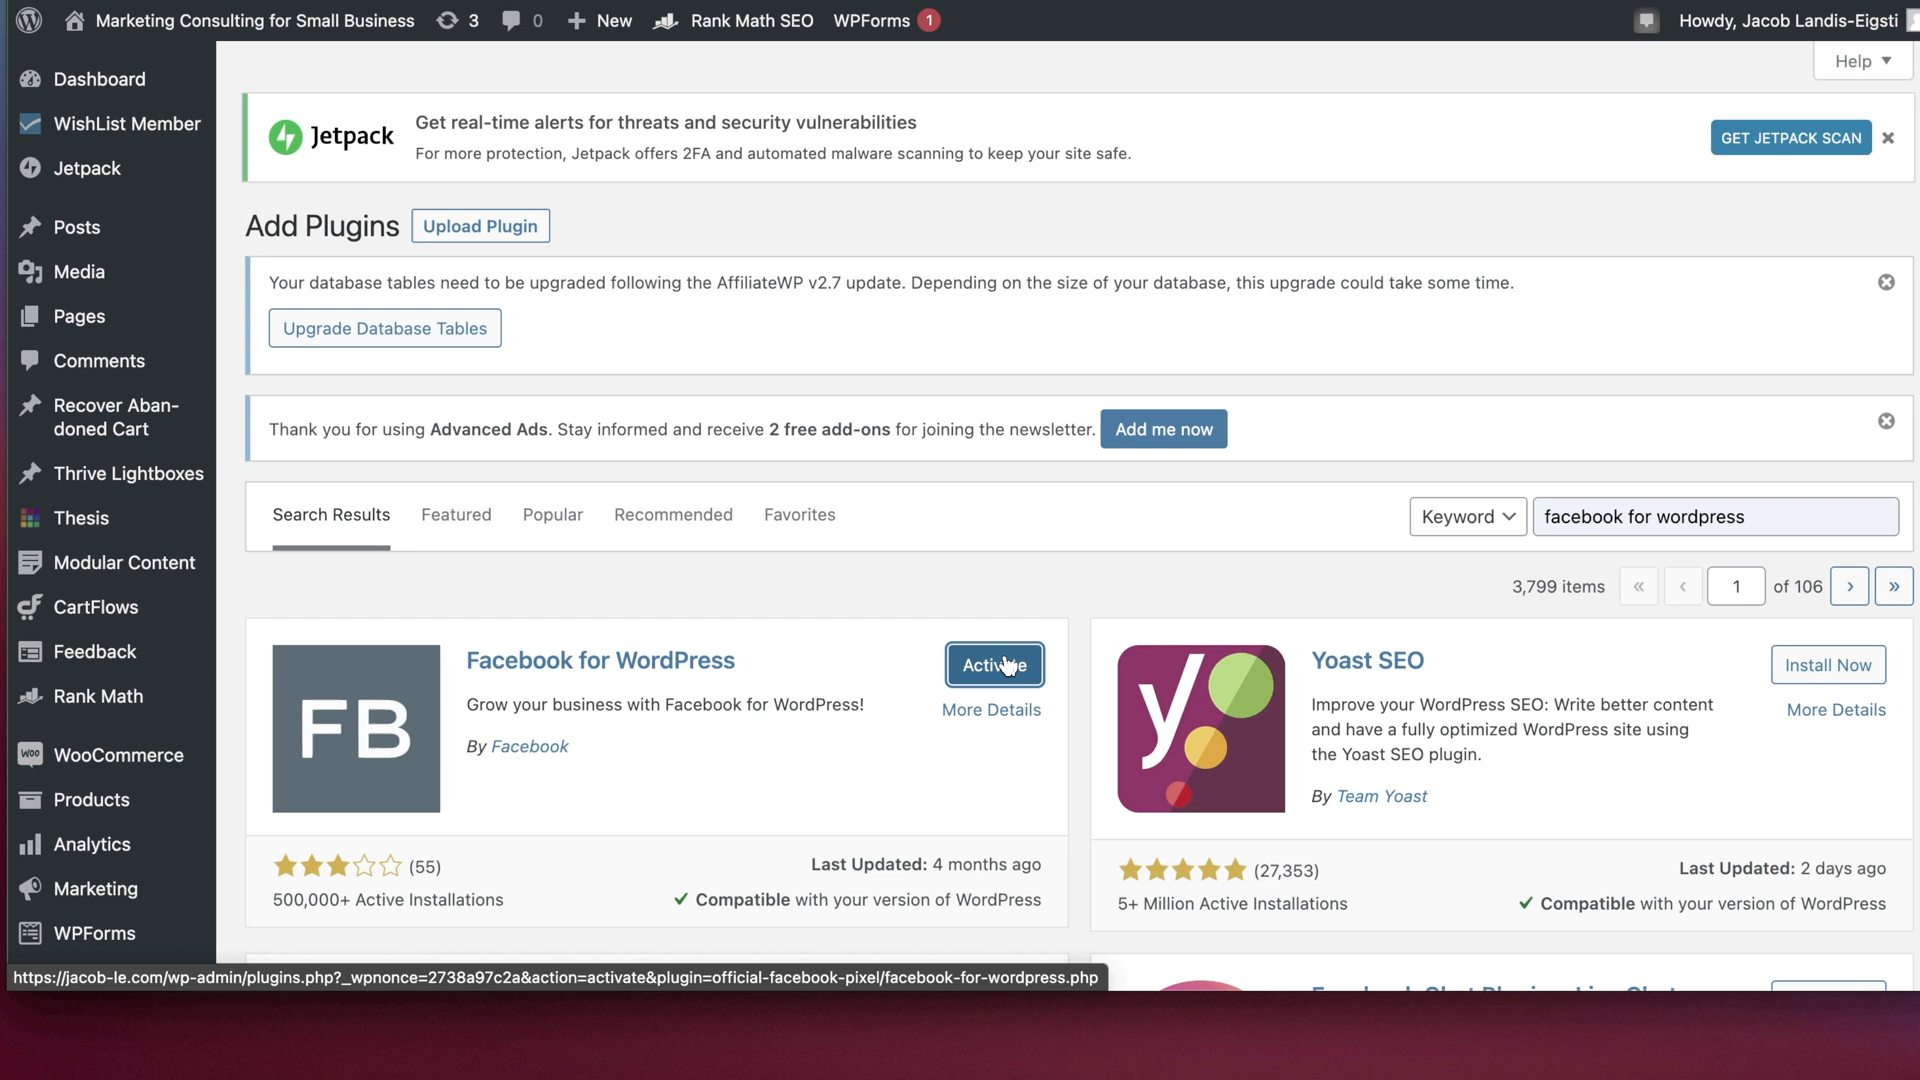 Marketing Consulting for Small Business 3 0 New Rank Math SEO WPForms 1 Howdy, Jacob Landis-Eigsti
Help
Dashboard
WishList Member
Jetpack
Posts
Media
Pages
Comments
Recover Aban-
doned Cart
Thrive Lightboxes
Thesis
Modular Content
CartFlows
Feedback
Rank Math
WooCommerce
Products
Analytics
Marketing
WPForms
Jetpack
Get real-time alerts for threats and security vulnerabilities
For more protection, Jetpack offers 2FA and automated malware scanning to keep your site safe.
GET JETPACK SCAN
Add Plugins Upload Plugin
Your database tables need to be upgraded following the AffiliateWP v2.7 update. Depending on the size of your database, this upgrade could take some time.
Upgrade Database Tables
Thank you for using Advanced Ads. Stay informed and receive 2 free add-ons for joining the newsletter. Add me now
Search Results Featured Popular Recommended Favorites Keyword facebook for wordpress
3,799 items « ‹ 1 of 106 › »
FB
Facebook for WordPress
Activate
Grow your business with Facebook for WordPress!
More Details
By Facebook
(55)
Last Updated: 4 months ago
500,000+ Active Installations
Compatible with your version of WordPress
y
Yoast SEO
Install Now
Improve your WordPress SEO: Write better content
and have a fully optimized WordPress site using
the Yoast SEO plugin.
More Details
By Team Yoast
(27,353)
Last Updated: 2 days ago
5+ Million Active Installations
Compatible with your version of WordPress
https://jacob-le.com/wp-admin/plugins.php?_wpnonce=2738a97c2a&action=activate&plugin=official-facebook-pixel/facebook-for-wordpress.php